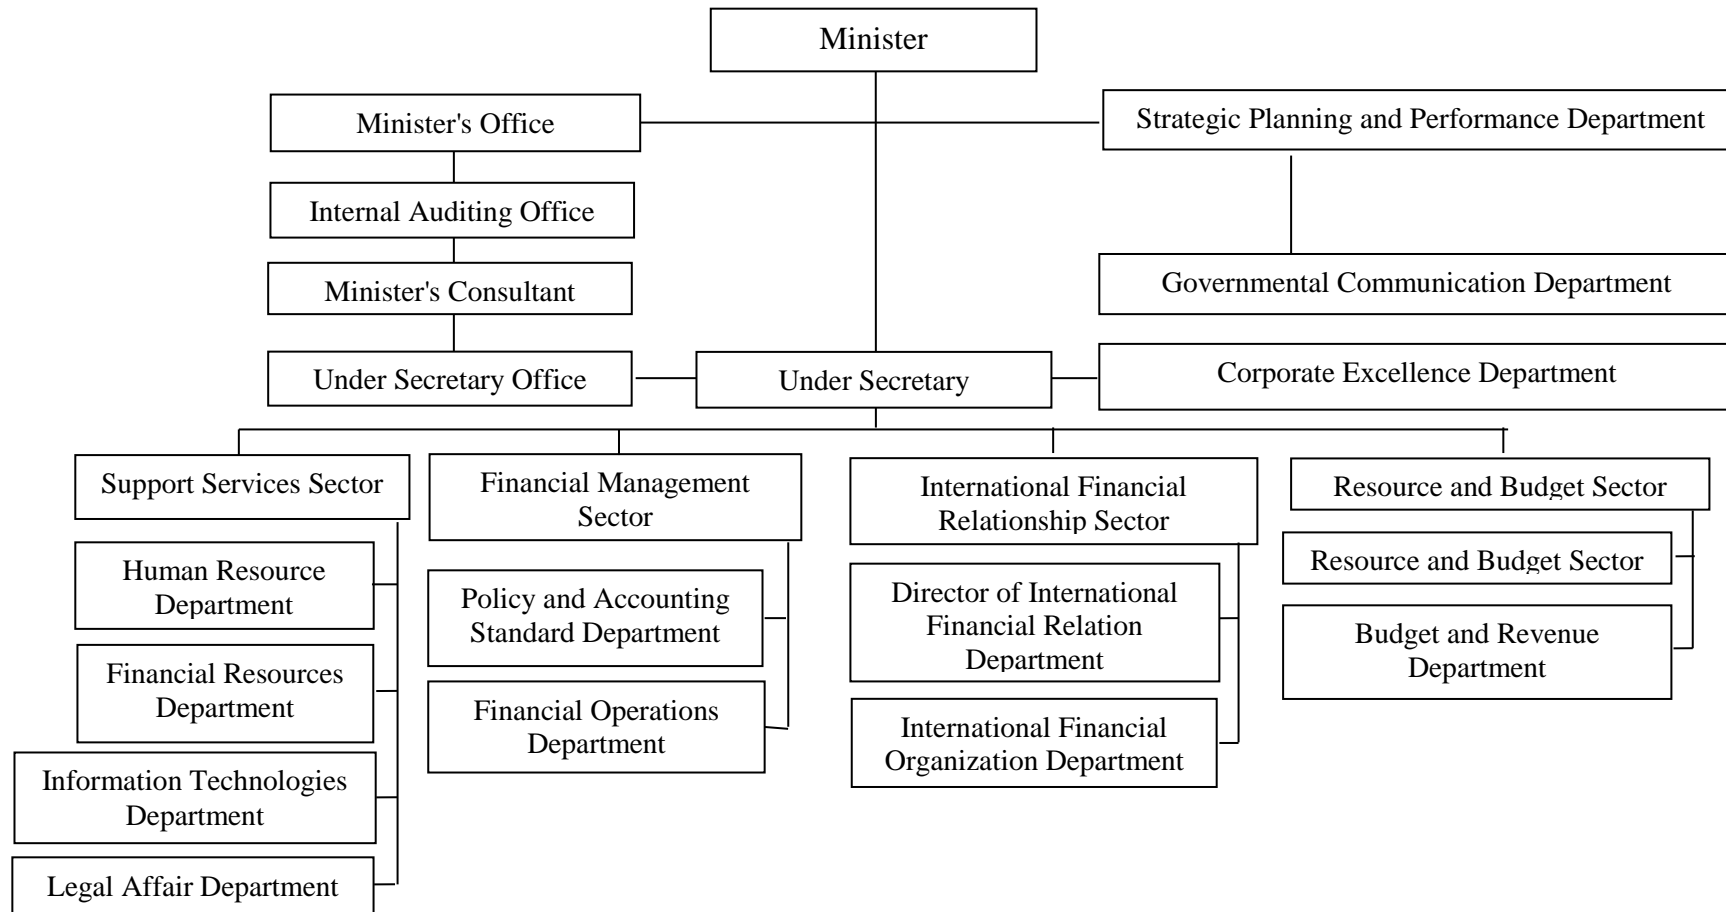 Minister
Minister's Office
Strategic Planning and Performance Department
Internal Auditing Office
Minister's Consultant
Governmental Communication Department
Under Secretary Office
Under Secretary
Corporate Excellence Department
Support Services Sector
Human Resource
Department
Financial Resources
Department
Information Technologies
Department
Legal Affair Department
Financial Management
Sector
Policy and Accounting
Standard Department
Financial Operations
Department
International Financial
Relationship Sector
Director of International
Financial Relation
Department
International Financial
Organization Department
Resource and Budget Sector
Resource and Budget Sector
Budget and Revenue
Department